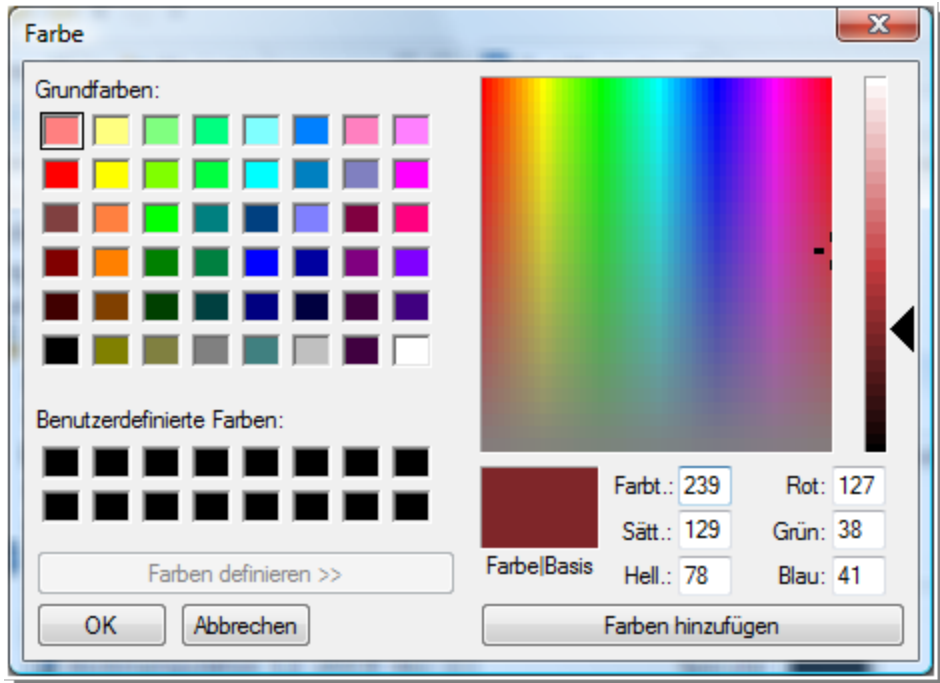 Farbe
Grundfarben:
Benutzerdefinierte Farben:
Farben definieren >>
OK
Abbrechen
Farbe|Basis
Farbt.: 239
Sätt.: 129
Hell.: 78
Rot: 127
Grün: 38
Blau: 41
Farben hinzufügen